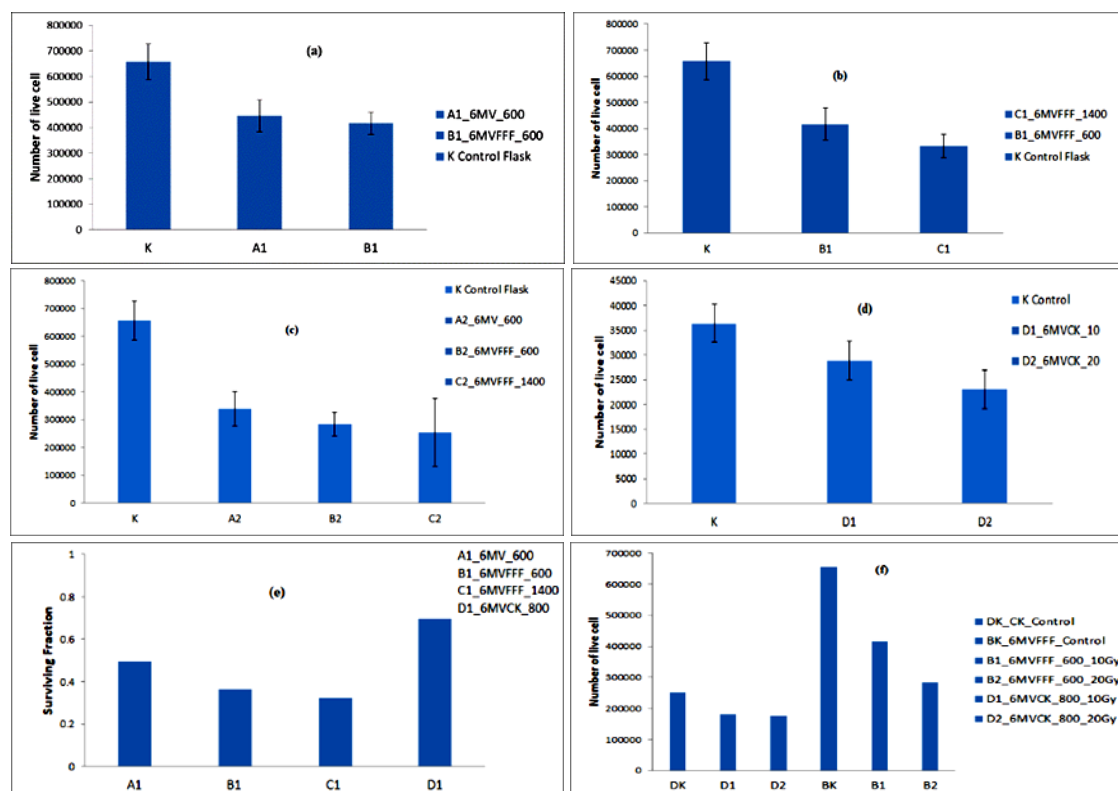 (a)
Number of live cell
800000
700000
600000
500000
400000
300000
200000
100000
0
K A1 B1
A1_6MV_600
B1_6MVFFF_600
K Control Flask
(b)
Number of live cell
800000
700000
600000
500000
400000
300000
200000
100000
0
K B1 C1
C1_6MVFFF_1400
B1_6MVFFF_600
K Control Flask
(c)
Number of live cell
800000
700000
600000
500000
400000
300000
200000
100000
0
K A2 B2 C2
K Control Flask
A2_6MV_600
B2_6MVFFF_600
C2_6MVFFF_1400
(d)
Number of live cell
45000
40000
35000
30000
25000
20000
15000
10000
5000
0
K D1 D2
K Control
D1_6MVCK_10
D2_6MVCK_20
(e)
Surviving Fraction
1
0.8
0.6
0.4
0.2
0
A1 B1 C1 D1
A1_6MV_600
B1_6MVFFF_600
C1_6MVFFF_1400
D1_6MVCK_800
(f)
Number of live cell
700000
600000
500000
400000
300000
200000
100000
0
DK D1 D2 BK B1 B2
DK_CK_Control
BK_6MVFFF_Control
B1_6MVFFF_600_10Gy
B2_6MVFFF_600_20Gy
D1_6MVCK_800_10Gy
D2_6MVCK_800_20Gy